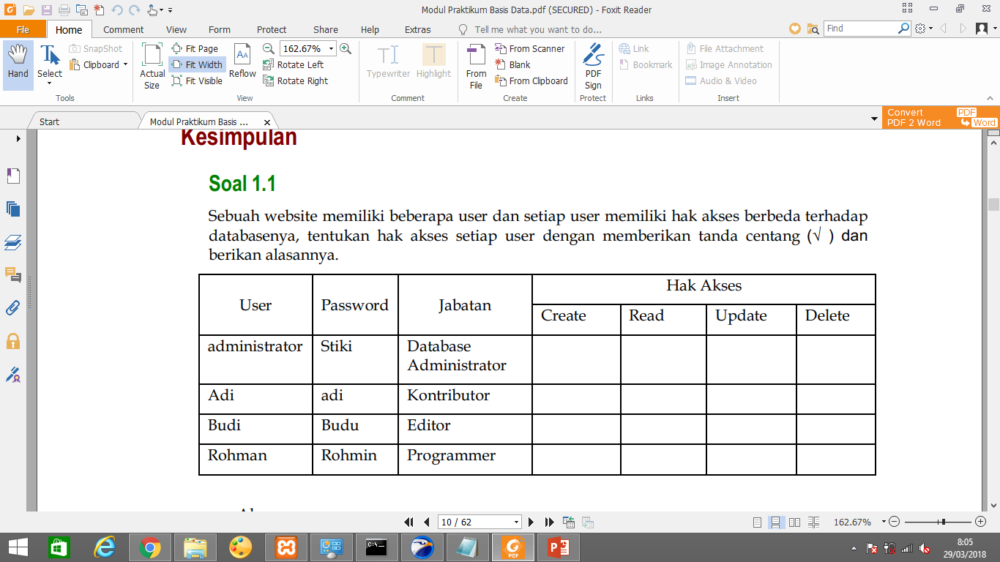 Modul Praktikum Basis Data.pdf (SECURED) - Foxit Reader
File Home Comment View Form Protect Share Help Extras Tell me what you want to do... Find
Hand
Select
SnapShot
Clipboard
Tools
Actual Size
Fit Page
Fit Width
Fit Visible
Reflow
162.67%
Rotate Left
Rotate Right
View
Typewriter
Highlight
Comment
From File
From Scanner
Blank
From Clipboard
Create
PDF Sign
Protect
Link
Bookmark
Links
File Attachment
Image Annotation
Audio & Video
Insert
Start
Modul Praktikum Basis ...
Convert PDF
PDF 2 Word Word
Kesimpulan
Soal 1.1
Sebuah website memiliki beberapa user dan setiap user memiliki hak akses berbeda terhadap
databasenya, tentukan hak akses setiap user dengan memberikan tanda centang (√ ) dan
berikan alasannya.
User Password Jabatan Hak Akses
Create Read Update Delete
administrator Stiki Database
Administrator
Adi adi Kontributor
Budi Budu Editor
Rohman Rohmin Programmer
10 / 62
162.67%
PDF
8:05
29/03/2018